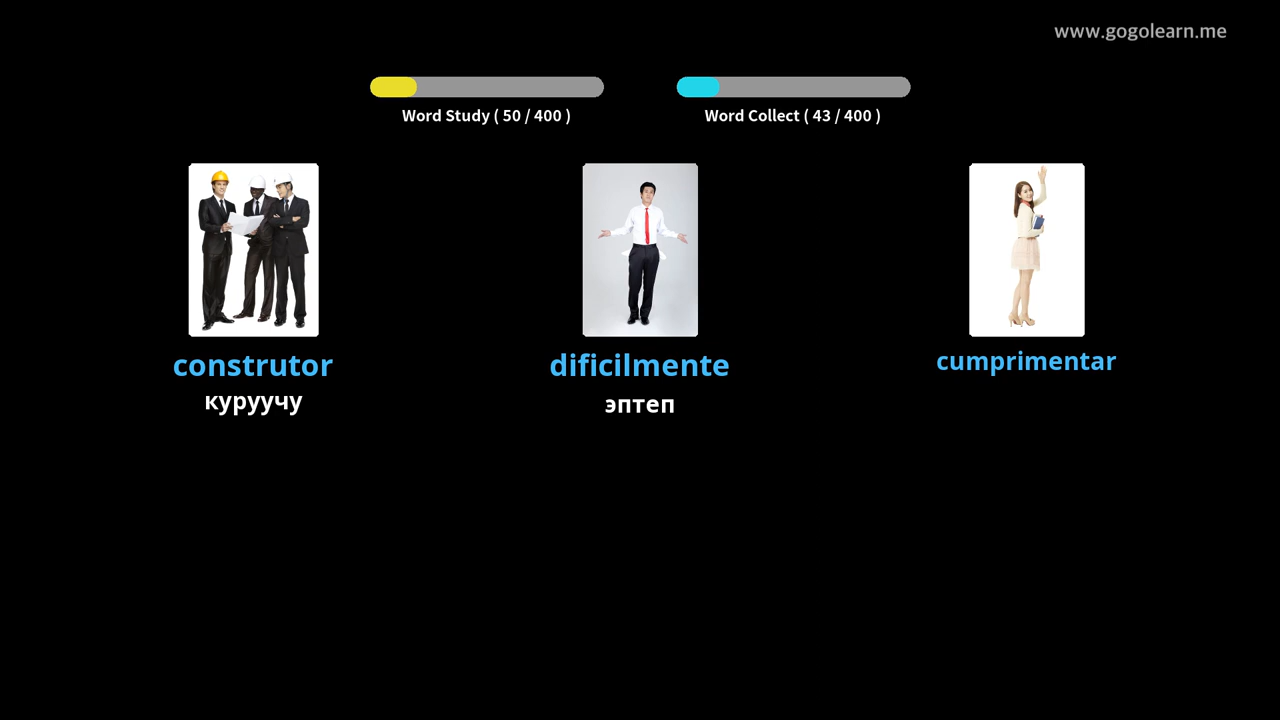 www.gogolearn.me
Word Study ( 50 / 400 )
Word Collect ( 43 / 400 )
construtor
dificilmente
cumprimentar
куруучу
эптеп